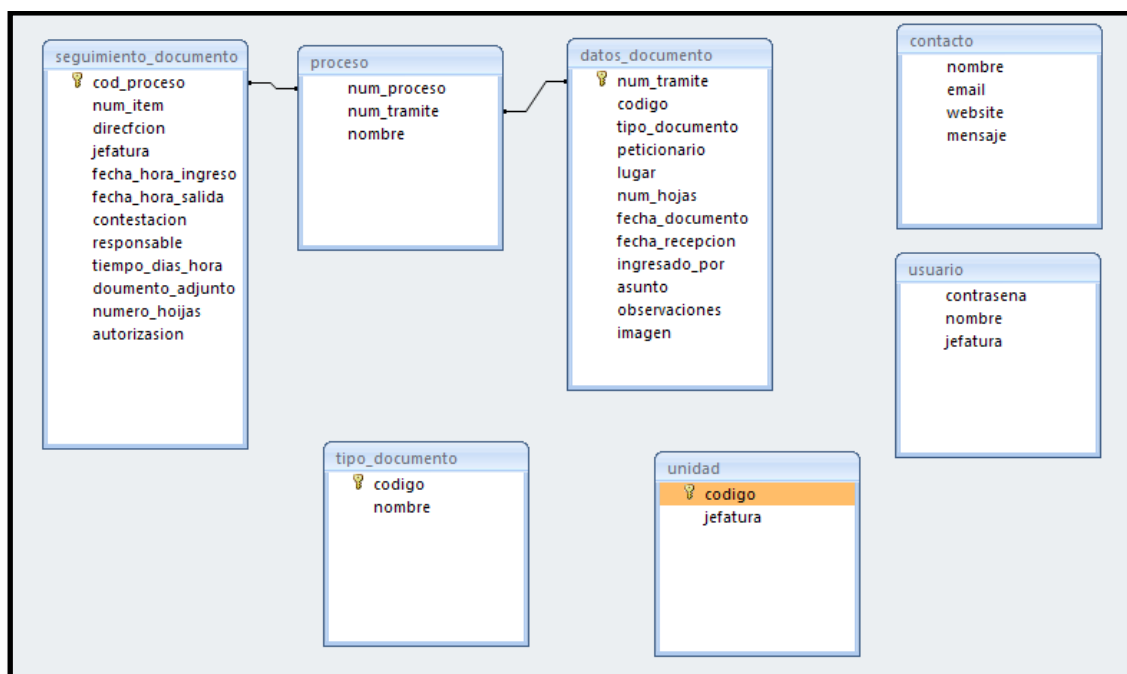 seguimiento_documento
cod_proceso
num_item
direcfcion
jefatura
fecha_hora_ingreso
fecha_hora_salida
contestacion
responsable
tiempo_dias_hora
doumento_adjunto
numero_hoijas
autorizasion
proceso
num_proceso
num_tramite
nombre
datos_documento
num_tramite
codigo
tipo_documento
peticionario
lugar
num_hojas
fecha_documento
fecha_recepcion
ingresado_por
asunto
observaciones
imagen
contacto
nombre
email
website
mensaje
usuario
contrasena
nombre
jefatura
tipo_documento
codigo
nombre
unidad
codigo
jefatura